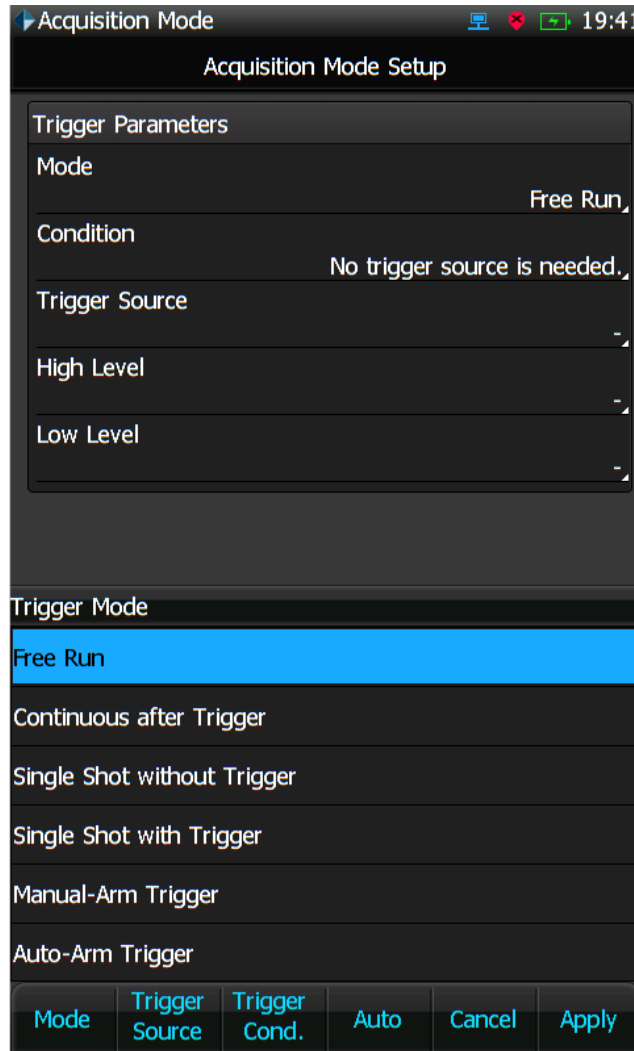 Acquisition Mode 19:41
Acquisition Mode Setup
Trigger Parameters
Mode
Free Run
Condition
No trigger source is needed.
Trigger Source
-
High Level
-
Low Level
-
Trigger Mode
Free Run
Continuous after Trigger
Single Shot without Trigger
Single Shot with Trigger
Manual-Arm Trigger
Auto-Arm Trigger
Mode Trigger Source Trigger Cond. Auto Cancel Apply